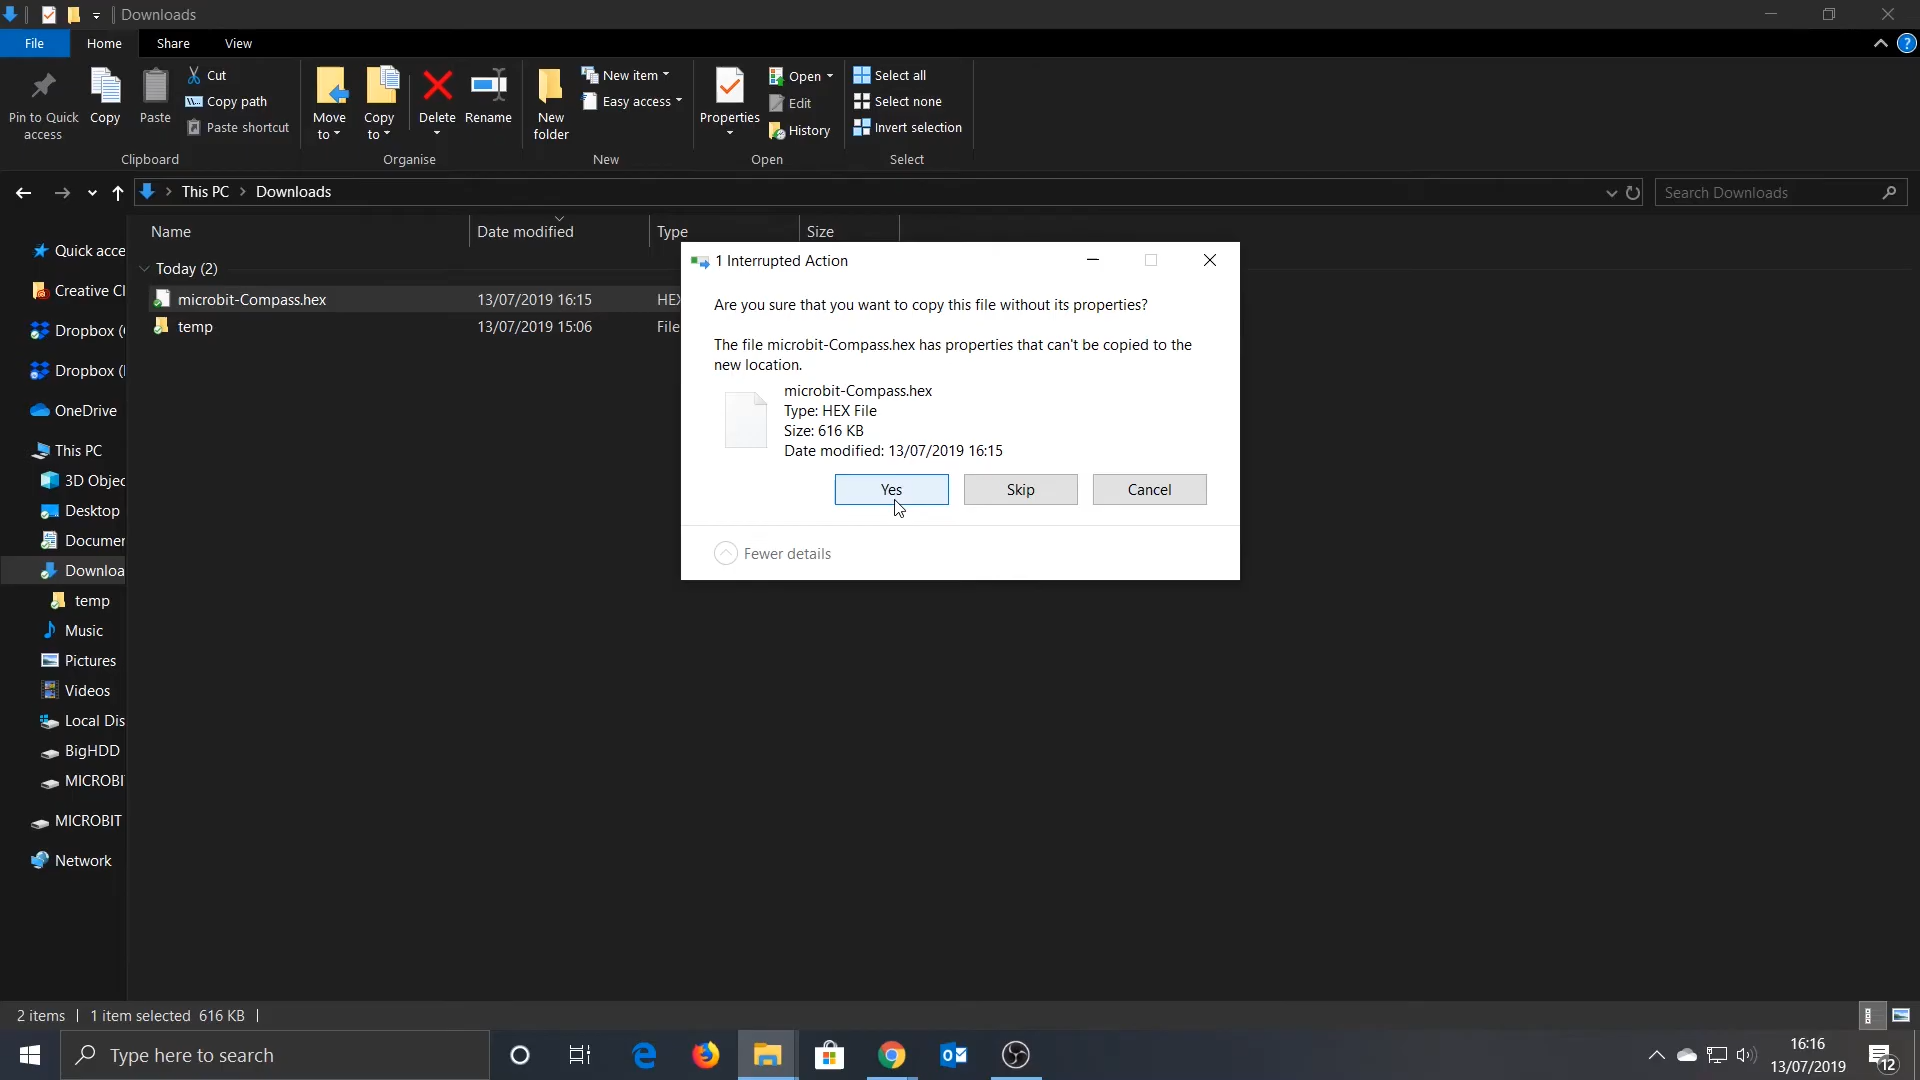 Downloads
File
Home
Share
View
Pin to Quick access
Copy
Paste
Cut
Copy path
Paste shortcut
Clipboard
Move to
Copy to
Delete
Rename
Organise
New folder
New item
Easy access
New
Properties
Open
Edit
History
Open
Select all
Select none
Invert selection
Select
This PC
Downloads
Search Downloads
Name
Date modified
Type
Size
Today (2)
microbit-Compass.hex
13/07/2019 16:15
HEX
temp
13/07/2019 15:06
File
Quick acce
Creative Cl
Dropbox (
Dropbox (
OneDrive
This PC
3D Objec
Desktop
Documer
Downloa
temp
Music
Pictures
Videos
Local Dis
BigHDD
MICROBI
MICROBIT
Network
1 Interrupted Action
Are you sure that you want to copy this file without its properties?
The file microbit-Compass.hex has properties that can't be copied to the
new location.
microbit-Compass.hex
Type: HEX File
Size: 616 KB
Date modified: 13/07/2019 16:15
Yes
Skip
Cancel
Fewer details
2 items
1 item selected 616 KB
Type here to search
16:16
13/07/2019
12